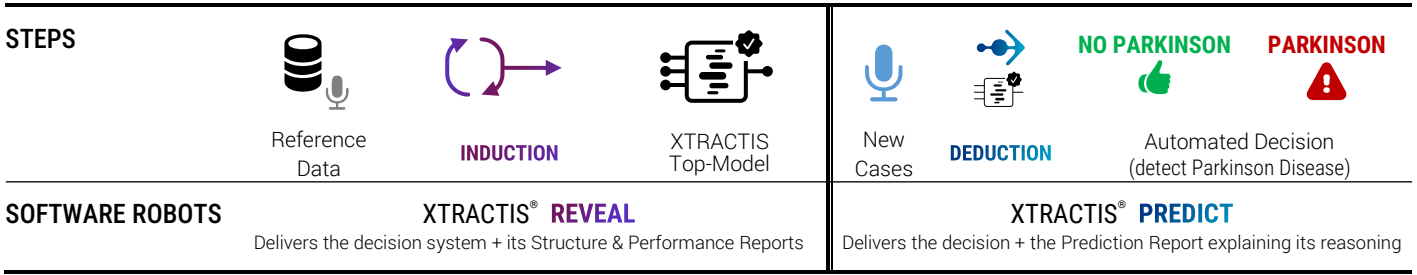 STEPS
Reference
Data
INDUCTION
XTRACTIS
Top-Model
New
Cases
DEDUCTION
NO PARKINSON
PARKINSON
Automated Decision
(detect Parkinson Disease)
SOFTWARE ROBOTS
XTRACTIS® REVEAL
Delivers the decision system + its Structure & Performance Reports
XTRACTIS® PREDICT
Delivers the decision + the Prediction Report explaining its reasoning